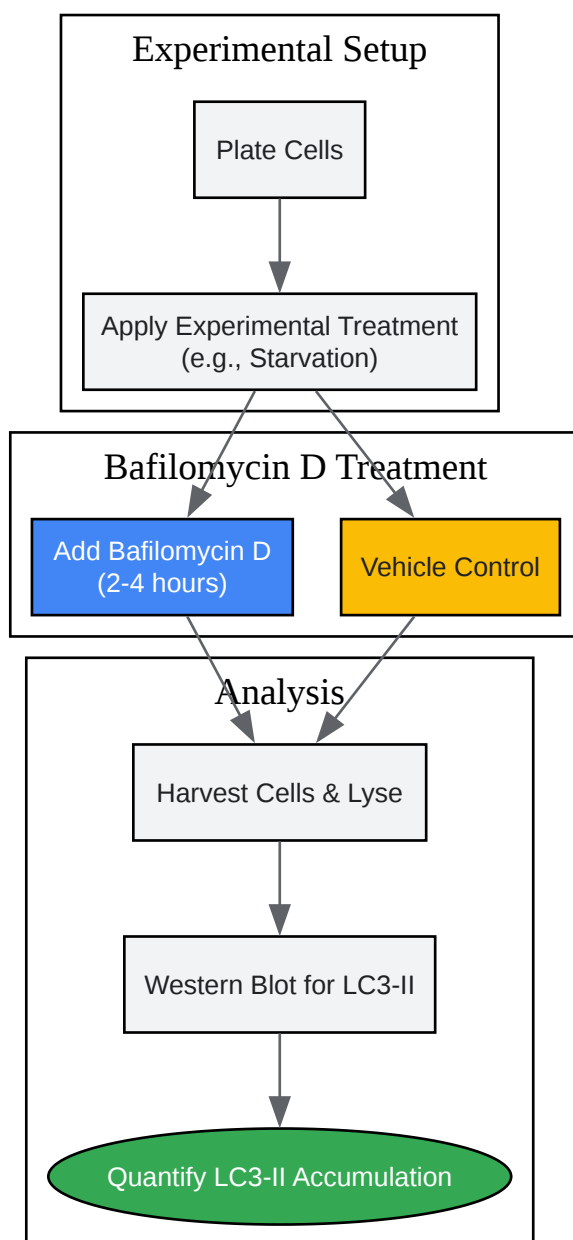 Experimental Setup
Plate Cells
Apply Experimental Treatment
(e.g., Starvation)
Bafilomycin D Treatment
Add Bafilomycin D
(2-4 hours)
Vehicle Control
Analysis
Harvest Cells & Lyse
Western Blot for LC3-II
Quantify LC3-II Accumulation